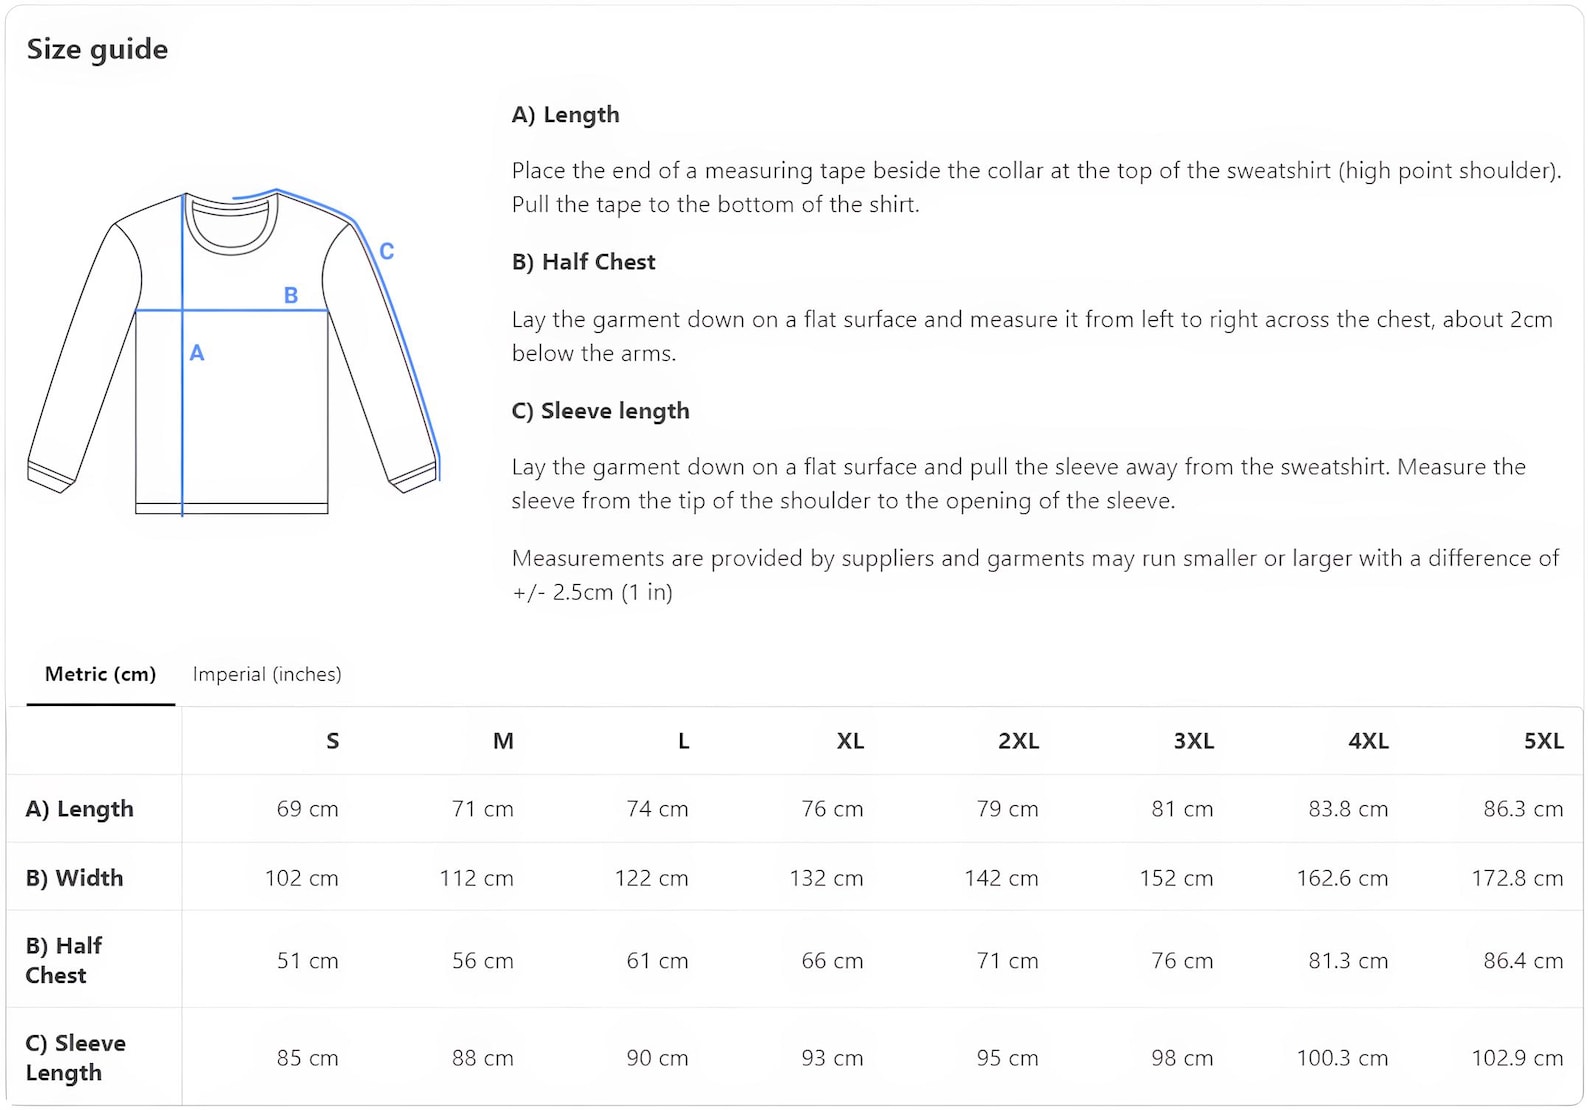 Size guide
A) Length
Place the end of a measuring tape beside the collar at the top of the sweatshirt (high point shoulder).
Pull the tape to the bottom of the shirt.
B) Half Chest
Lay the garment down on a flat surface and measure it from left to right across the chest, about 2cm
below the arms.
C) Sleeve length
Lay the garment down on a flat surface and pull the sleeve away from the sweatshirt. Measure the
sleeve from the tip of the shoulder to the opening of the sleeve.
Measurements are provided by suppliers and garments may run smaller or larger with a difference of
+/- 2.5cm (1 in)
C
B
A
Metric (cm) Imperial (inches)
S M L XL 2XL 3XL 4XL 5XL
A) Length 69 cm 71 cm 74 cm 76 cm 79 cm 81 cm 83.8 cm 86.3 cm
B) Width 102 cm 112 cm 122 cm 132 cm 142 cm 152 cm 162.6 cm 172.8 cm
B) Half
Chest 51 cm 56 cm 61 cm 66 cm 71 cm 76 cm 81.3 cm 86.4 cm
C) Sleeve
Length 85 cm 88 cm 90 cm 93 cm 95 cm 98 cm 100.3 cm 102.9 cm